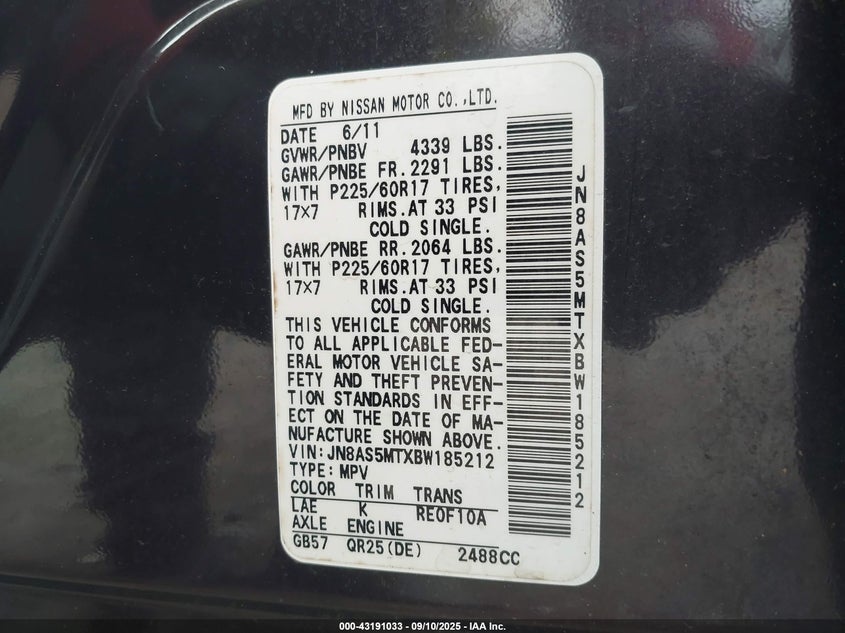 MFD BY NISSAN MOTOR CO.,LTD.
DATE 6/11
GVWR/PNBV 4339 LBS.
GAWR/PNBE FR. 2291 LBS.
WITH P225/60R17 TIRES,
17×7 RIMS.AT 33 PSI
COLD SINGLE.
GAWR/PNBE RR. 2064 LBS.
WITH P225/60R17 TIRES,
17×7 RIMS.AT 33 PSI
COLD SINGLE.
THIS VEHICLE CONFORMS
TO ALL APPLICABLE FED-
ERAL MOTOR VEHICLE SA-
FETY AND THEFT PREVEN-
TION STANDARDS IN EFF-
ECT ON THE DATE OF MA-
NUFACTURE SHOWN ABOVE.
VIN: JN8AS5MTXBW185212
TYPE: MPV
COLOR TRIM TRANS
LAE K RE0F10A
AXLE ENGINE
GB57 QR25(DE) 2488CC
JN8AS5MTXBW185212
000-43191033 — 09/10/2025 — IAA Inc.